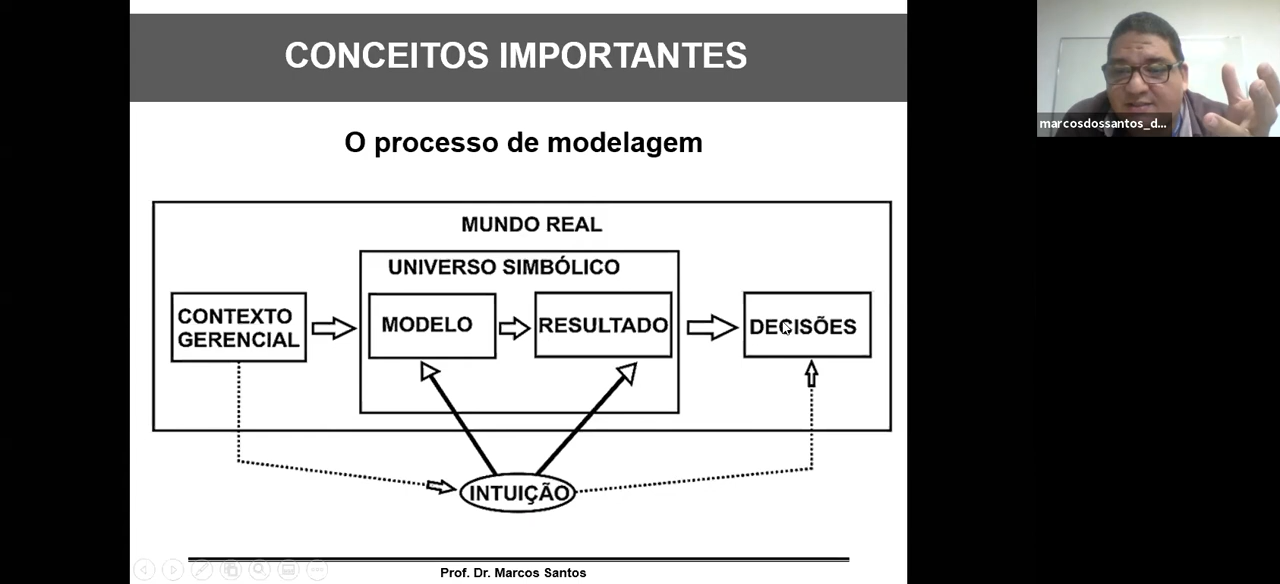 CONCEITOS IMPORTANTES
marcosdossantos_d...
O processo de modelagem
MUNDO REAL
UNIVERSO SIMBÓLICO
CONTEXTO
GERENCIAL
MODELO
RESULTADO
DECISÕES
INTUIÇÃO
Prof. Dr. Marcos Santos